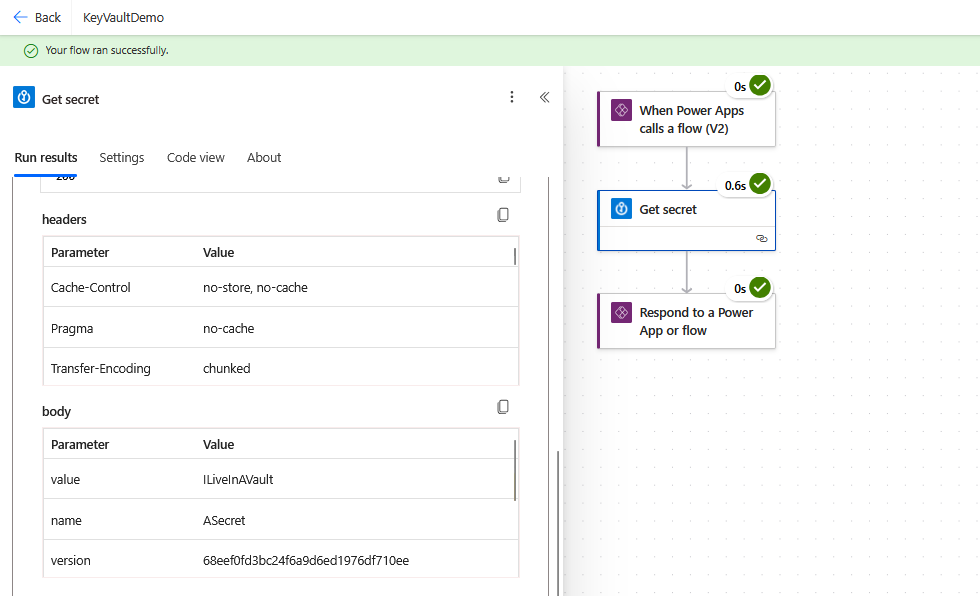 Back KeyVaultDemo
Your flow ran successfully.
Get secret
Run results Settings Code view About
200
headers
Parameter Value
Cache-Control no-store, no-cache
Pragma no-cache
Transfer-Encoding chunked
body
Parameter Value
value ILiveInAVault
name ASecret
version 68eef0fd3bc24f6a9d6ed1976df710ee
0s
When Power Apps
calls a flow (V2)
0.6s
Get secret
0s
Respond to a Power
App or flow